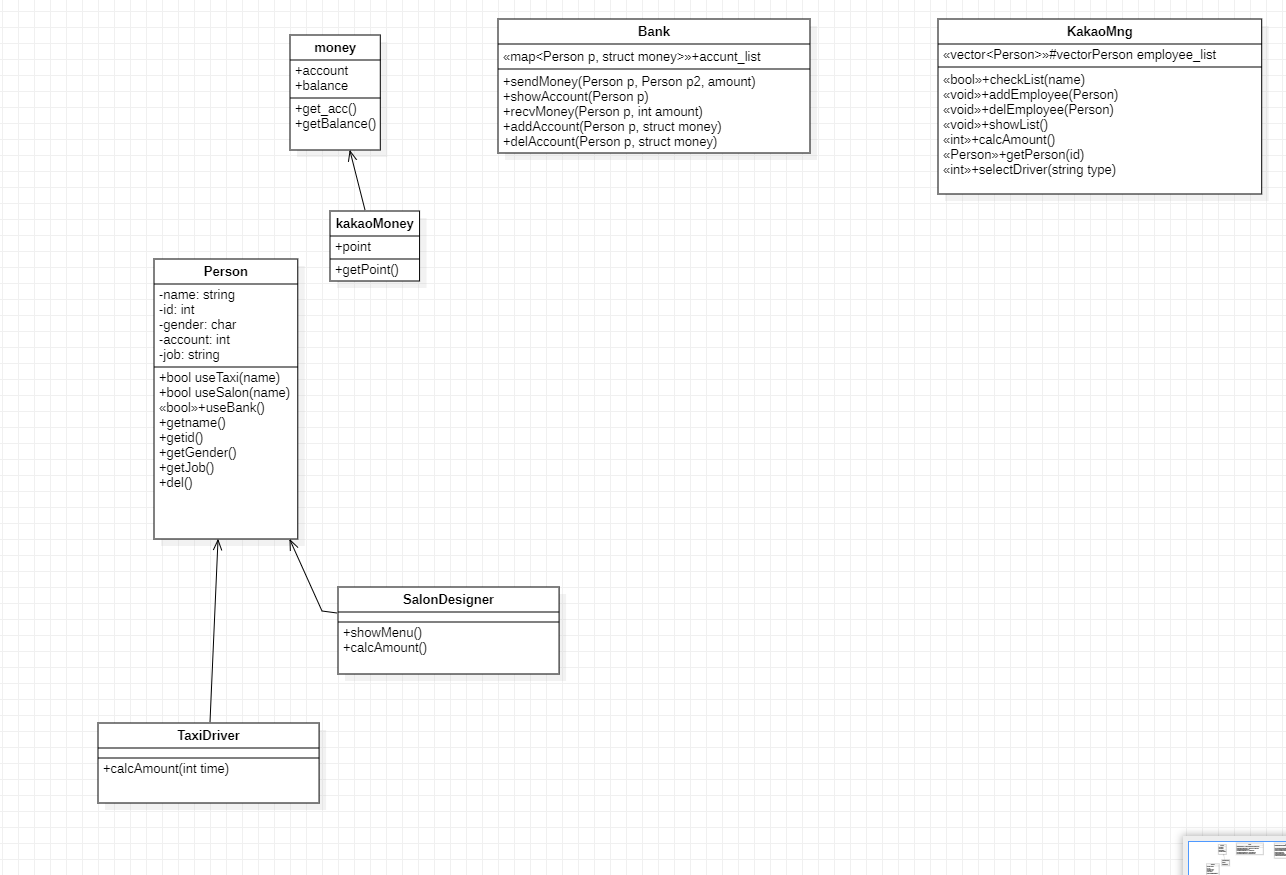 money
+account
+balance
+get_acc()
+getBalance()
Bank
«map<Person p, struct money>»+accunt_list
+sendMoney(Person p, Person p2, amount)
+showAccount(Person p)
+recvMoney(Person p, int amount)
+addAccount(Person p, struct money)
+delAccount(Person p, struct money)
KakaoMng
«vector<Person>»#vectorPerson employee_list
«bool»+checkList(name)
«void»+addEmployee(Person)
«void»+delEmployee(Person)
«void»+showList()
«int»+calcAmount()
«Person»+getPerson(id)
«int»+selectDriver(string type)
kakaoMoney
+point
+getPoint()
Person
-name: string
-id: int
-gender: char
-account: int
-job: string
+bool useTaxi(name)
+bool useSalon(name)
«bool»+useBank()
+getname()
+getid()
+getGender()
+getJob()
+del()
SalonDesigner
+showMenu()
+calcAmount()
TaxiDriver
+calcAmount(int time)